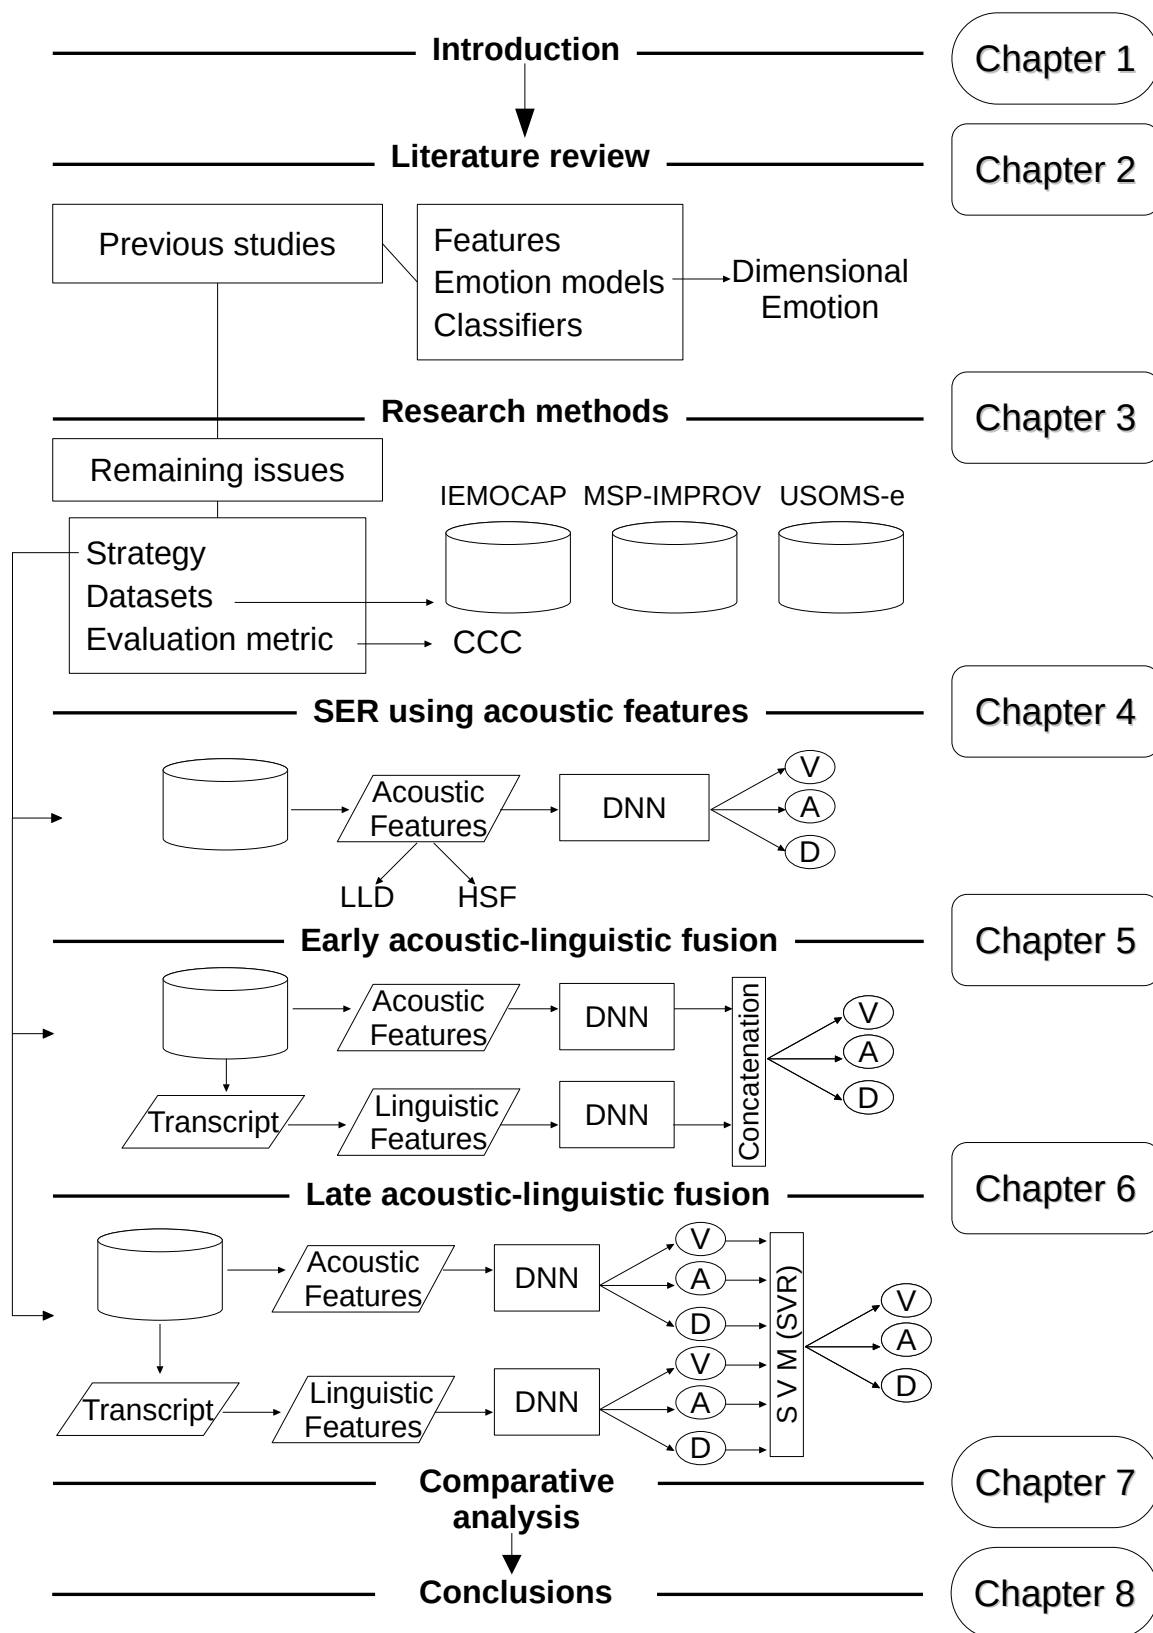 Introduction
Chapter 1
Literature review
Chapter 2
Previous studies
Features
Emotion models
Classifiers
Dimensional
Emotion
Research methods
Chapter 3
Remaining issues
IEMOCAP
MSP-IMPROV
USOMS-e
Strategy
Datasets
Evaluation metric
CCC
SER using acoustic features
Chapter 4
Acoustic
Features
DNN
V
A
D
LLD
HSF
Early acoustic-linguistic fusion
Chapter 5
Acoustic
Features
DNN
Transcript
Linguistic
Features
DNN
Concatenation
V
A
D
Late acoustic-linguistic fusion
Chapter 6
Acoustic
Features
DNN
V
A
D
Transcript
Linguistic
Features
DNN
V
A
D
S V M (SVR)
V
A
D
Comparative
analysis
Chapter 7
Conclusions
Chapter 8